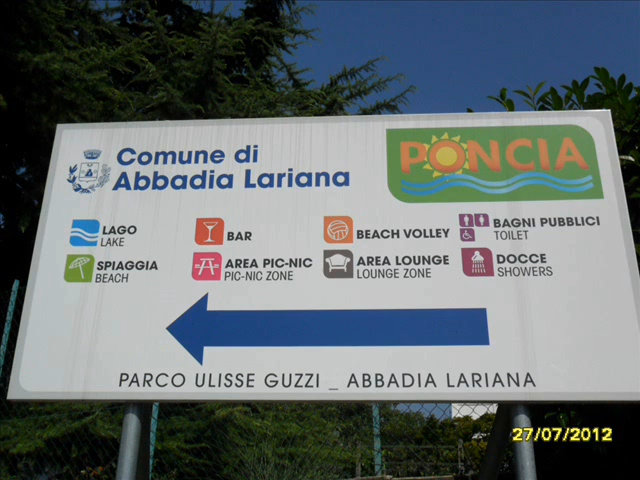 Comune di
Abbadia Lariana
PONCIA
LAGO
LAKE
BAR
BEACH VOLLEY
BAGNI PUBBLICI
TOILET
SPIAGGIA
BEACH
AREA PIC-NIC
PIC-NIC ZONE
AREA LOUNGE
LOUNGE ZONE
DOCCE
SHOWERS
PARCO ULISSE GUZZI _ ABBADIA LARIANA
27/07/2012